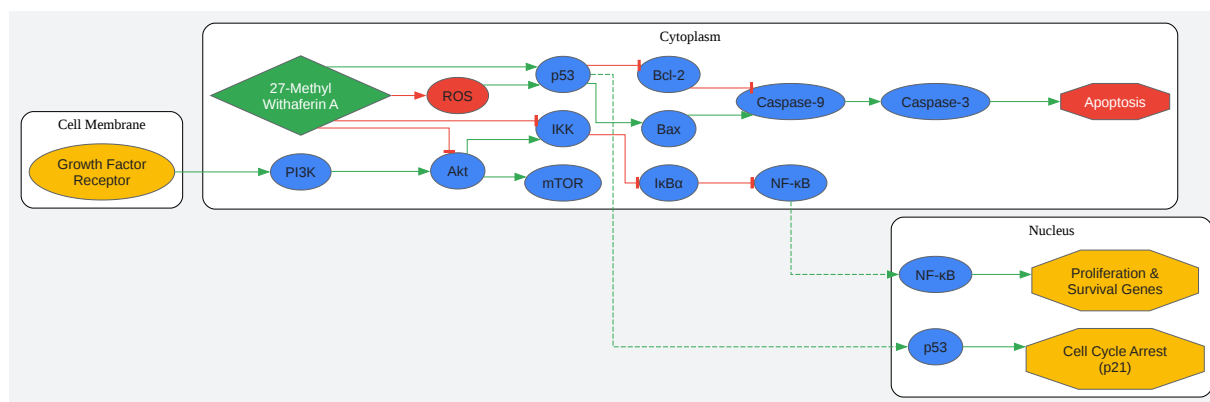 Cytoplasm
27-Methyl
Withaferin A
ROS
p53
Bcl-2
Caspase-9
Caspase-3
Apoptosis
Cell Membrane
Growth Factor
Receptor
PI3K
Akt
IKK
Bax
mTOR
IκBα
NF-κB
Nucleus
NF-κB
Proliferation &
Survival Genes
p53
Cell Cycle Arrest
(p21)